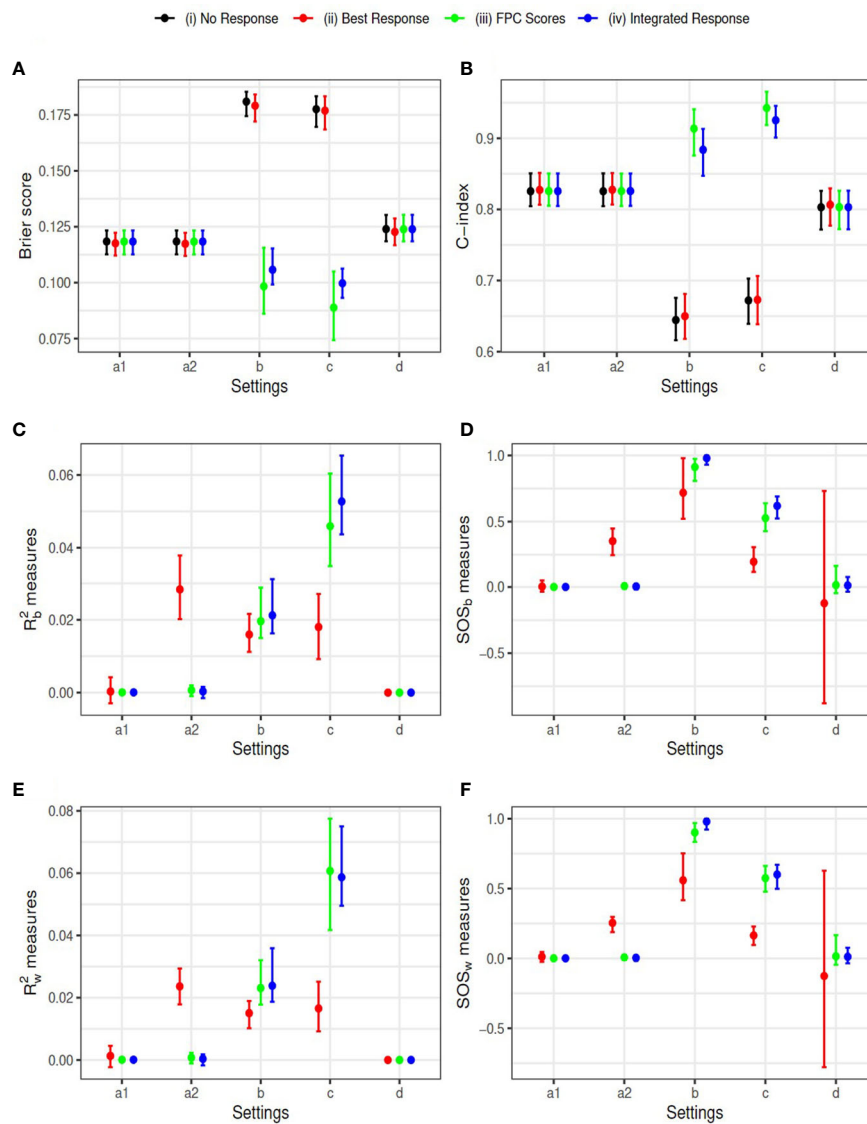 (i) No Response (ii) Best Response (iii) FPC Scores (iv) Integrated Response
A
0.175
0.150
0.125
0.100
0.075
Brier score
a1 a2 b c d
Settings
B
0.9
0.8
0.7
0.6
C−index
a1 a2 b c d
Settings
C
0.06
0.04
0.02
0.00
R²b measures
a1 a2 b c d
Settings
D
1.0
0.5
0.0
−0.5
SOSb measures
a1 a2 b c d
Settings
E
0.08
0.06
0.04
0.02
0.00
R²w measures
a1 a2 b c d
Settings
F
1.0
0.5
0.0
−0.5
SOSw measures
a1 a2 b c d
Settings